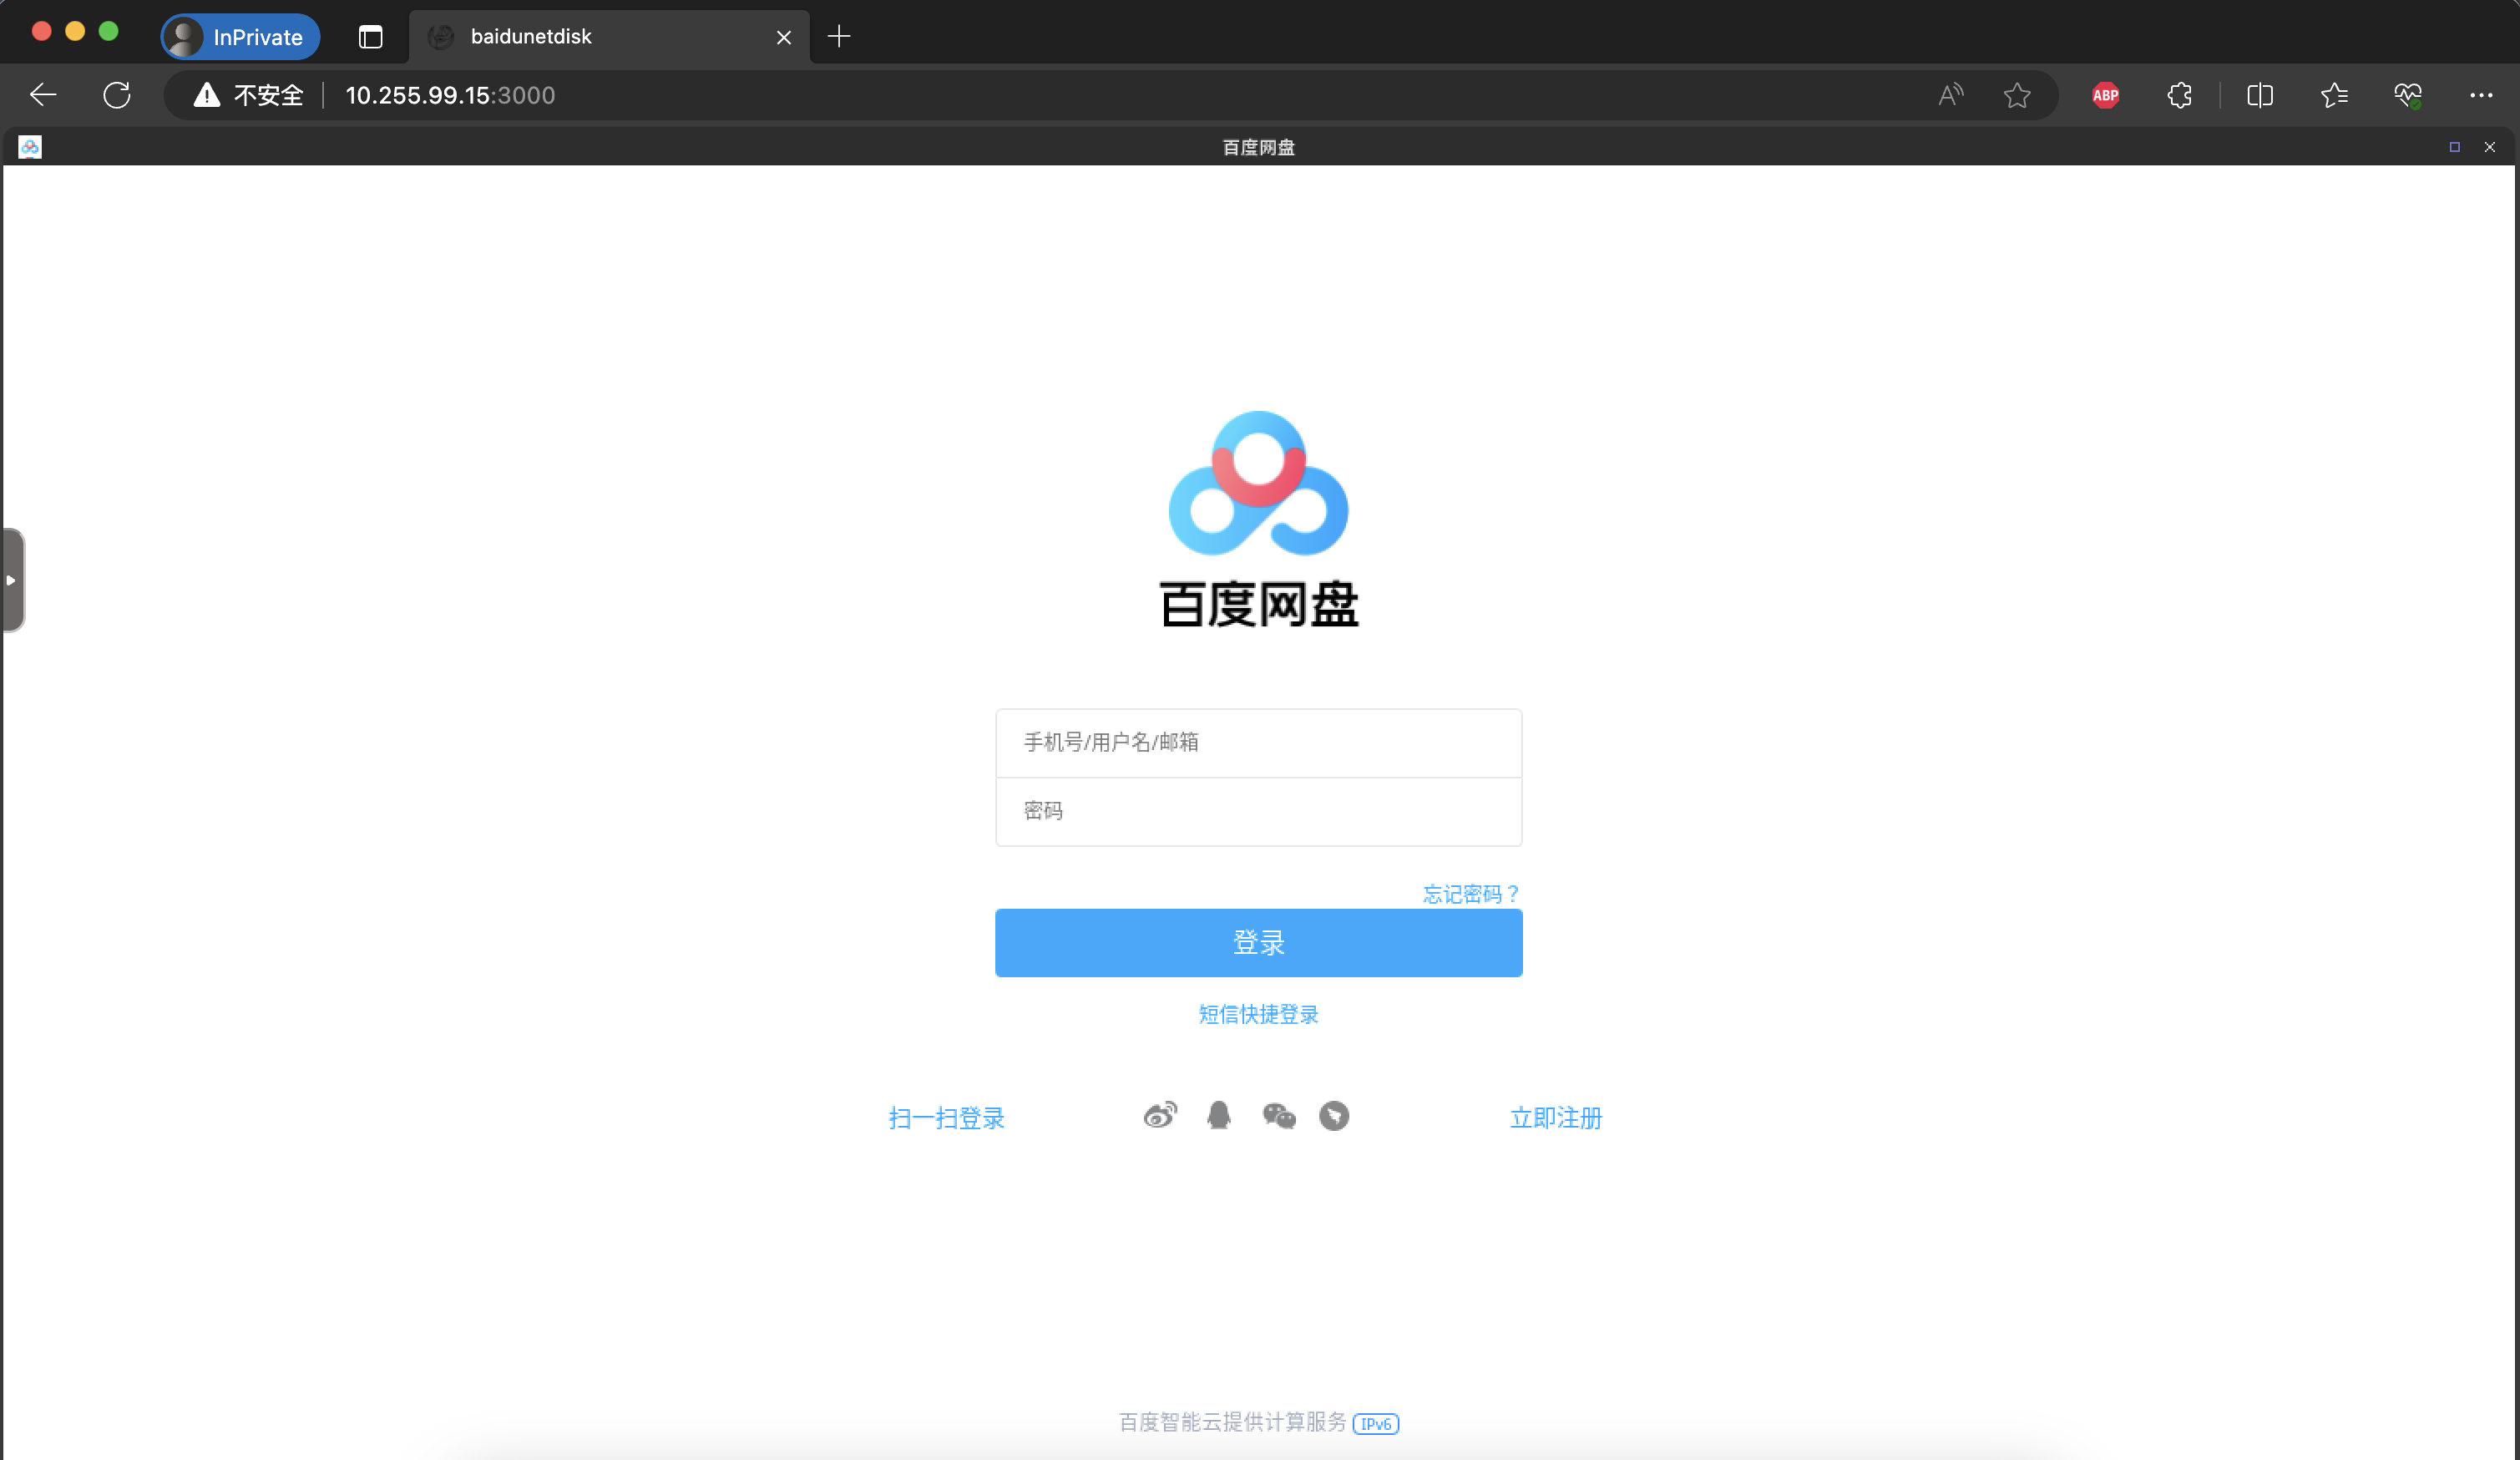 InPrivate
baidunetdisk
不安全
10.255.99.15:3000
ABP
百度网盘
百度网盘
手机号/用户名/邮箱
密码
忘记密码？
登录
短信快捷登录
扫一扫登录
立即注册
百度智能云提供计算服务 IPv6